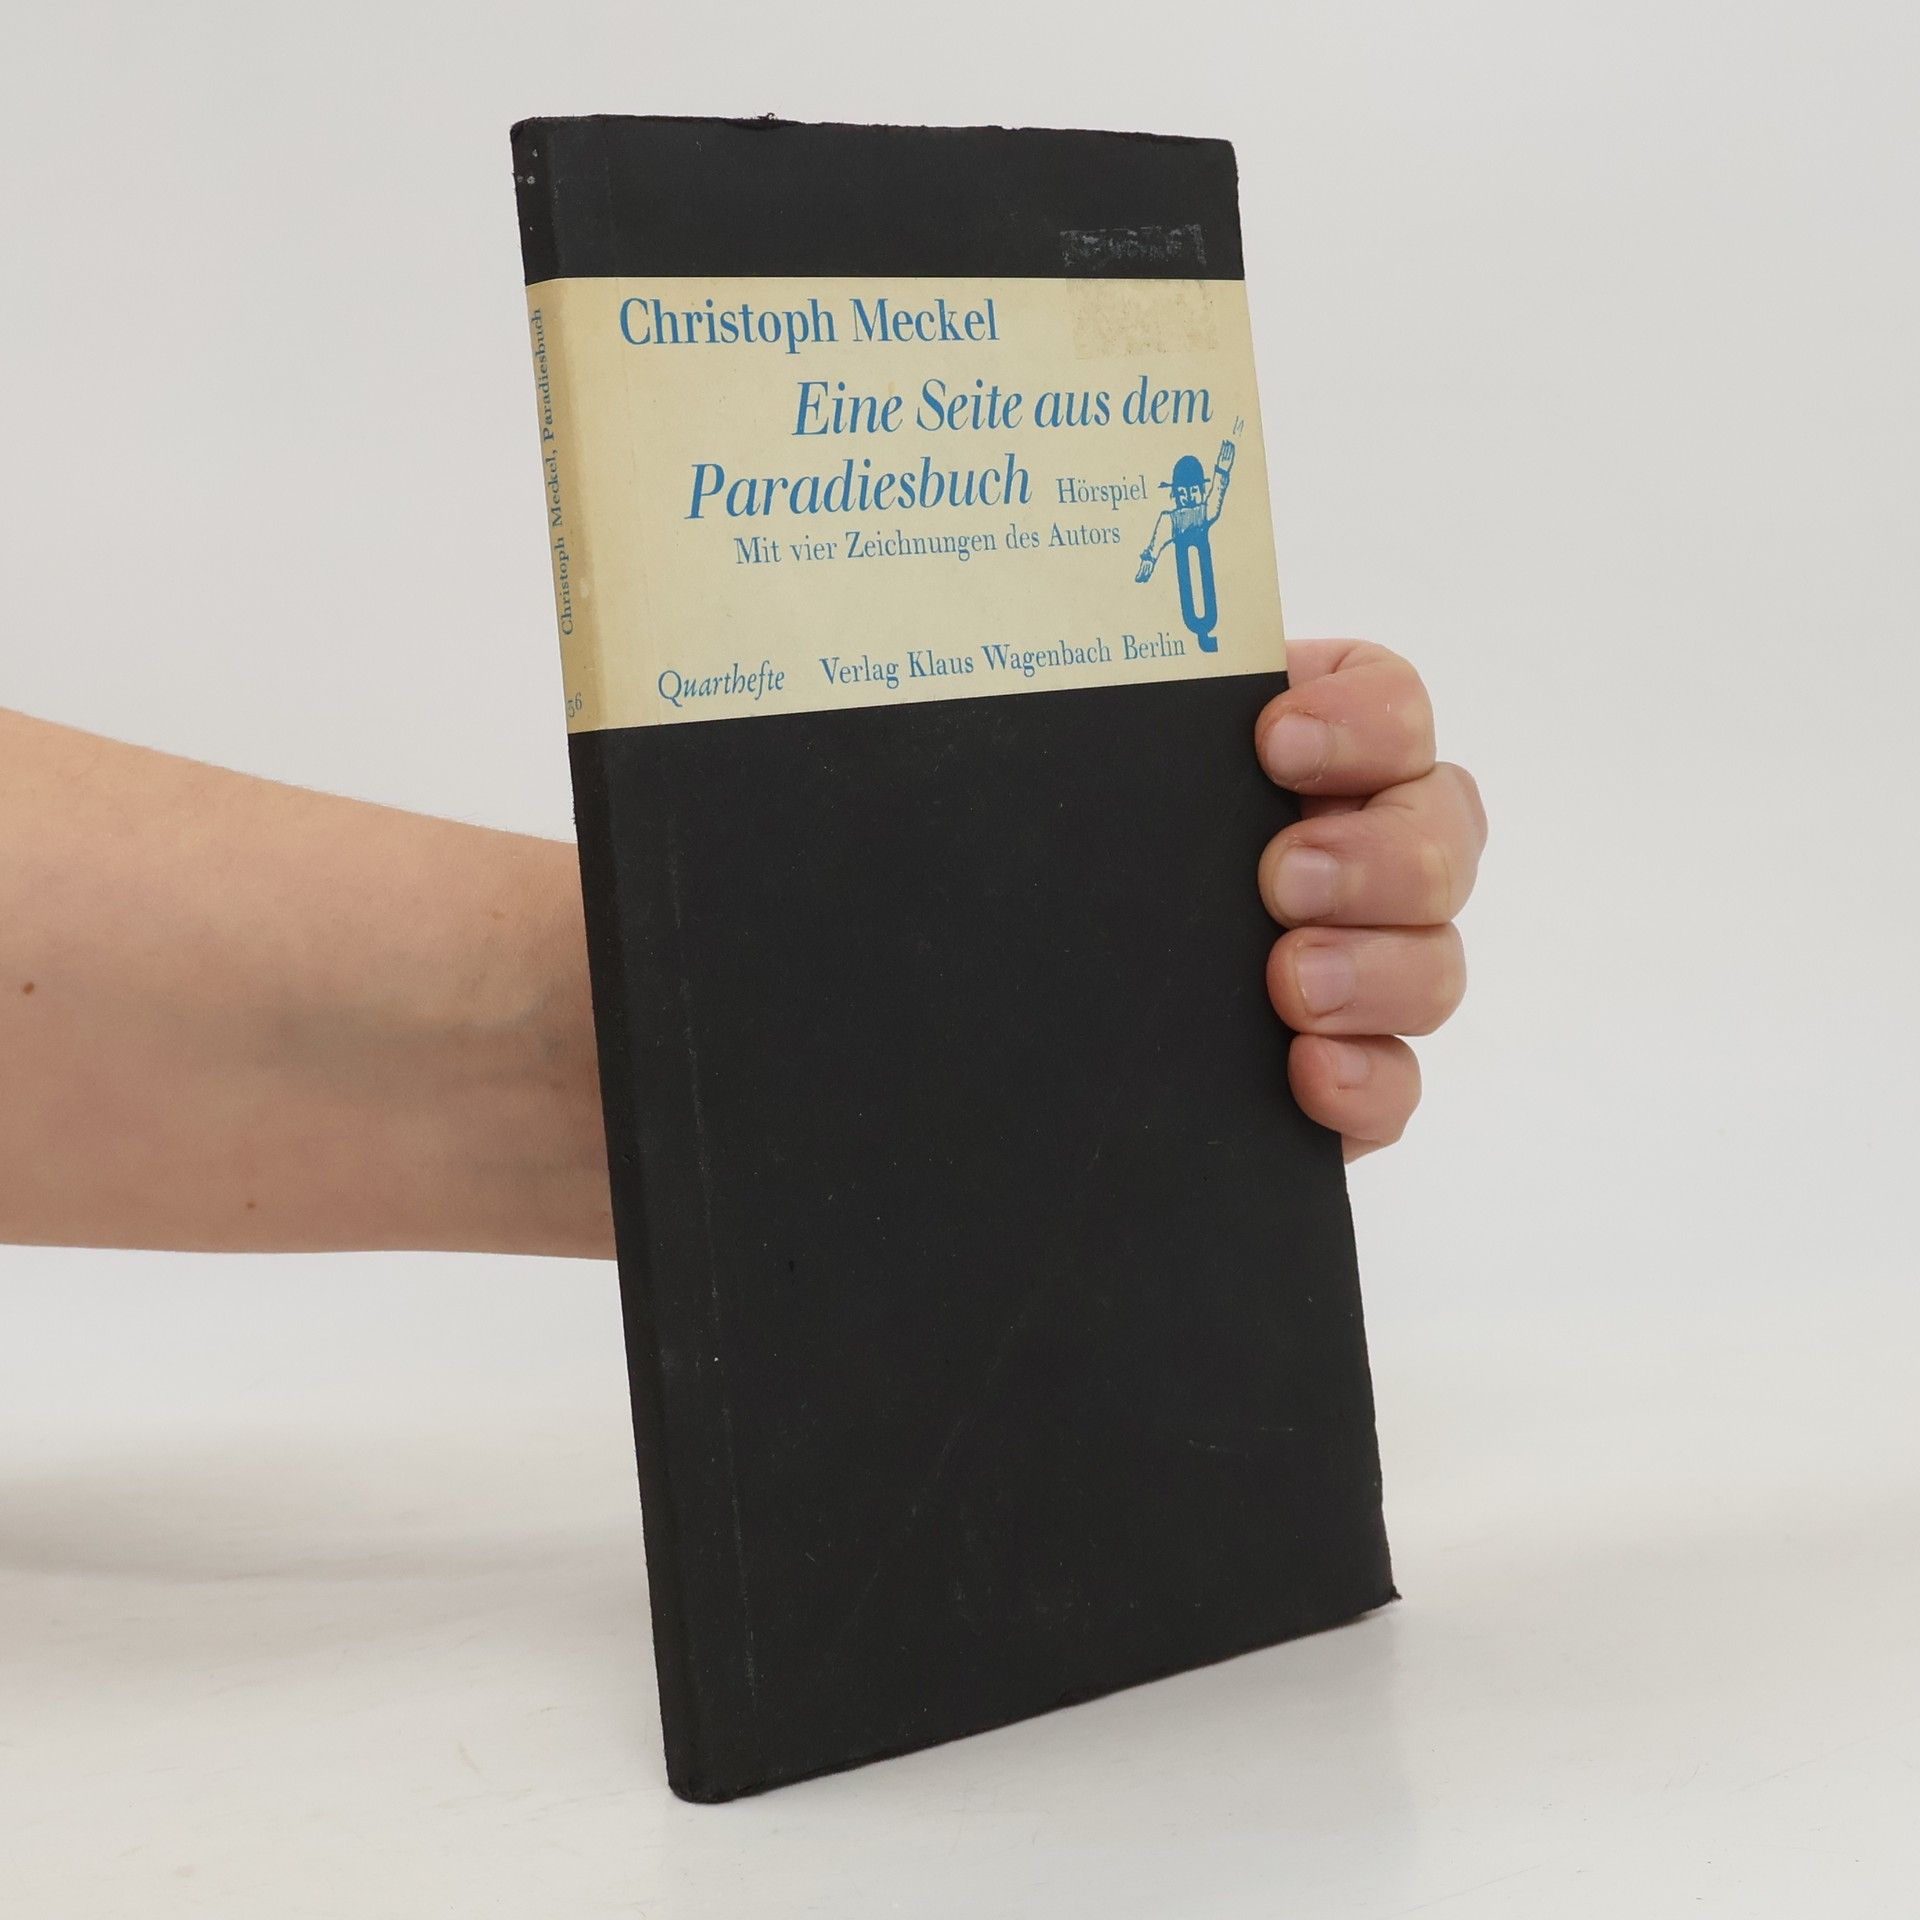 Christoph Meckel
Eine Seite aus dem
Paradiesbuch Hörspiel
Mit vier Zeichnungen des Autors
Q
Quarthefte Verlag Klaus Wagenbach Berlin
Christoph Meckel, Paradiesbuch